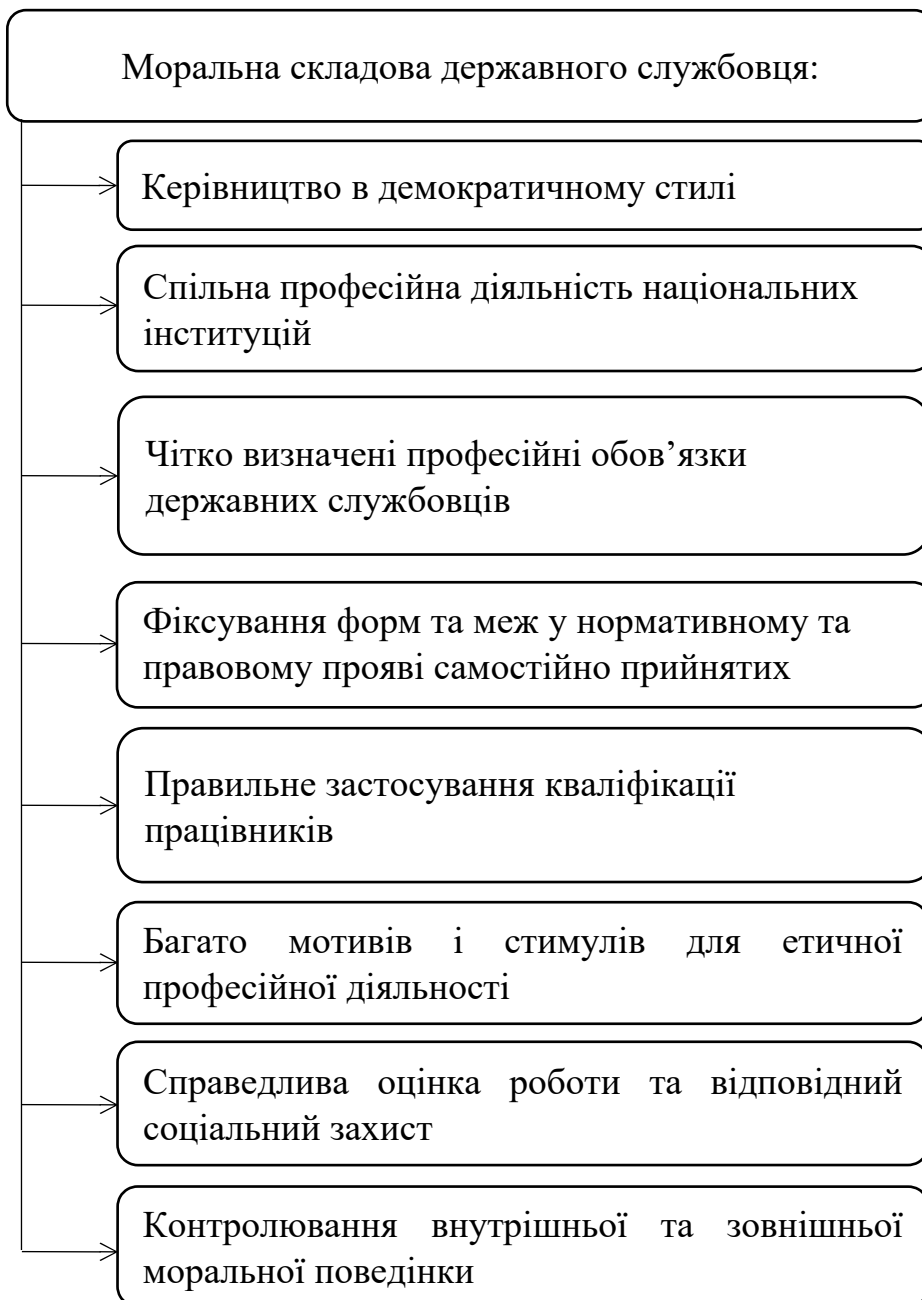 Моральна складова державного службовця:
Керівництво в демократичному стилі
Спільна професійна діяльність національних
інституцій
Чітко визначені професійні обов’язки
державних службовців
Фіксування форм та меж у нормативному та
правовому прояві самостійно прийнятих
Правильне застосування кваліфікації
працівників
Багато мотивів і стимулів для етичної
професійної діяльності
Справедлива оцінка роботи та відповідний
соціальний захист
Контролювання внутрішньої та зовнішньої
моральної поведінки